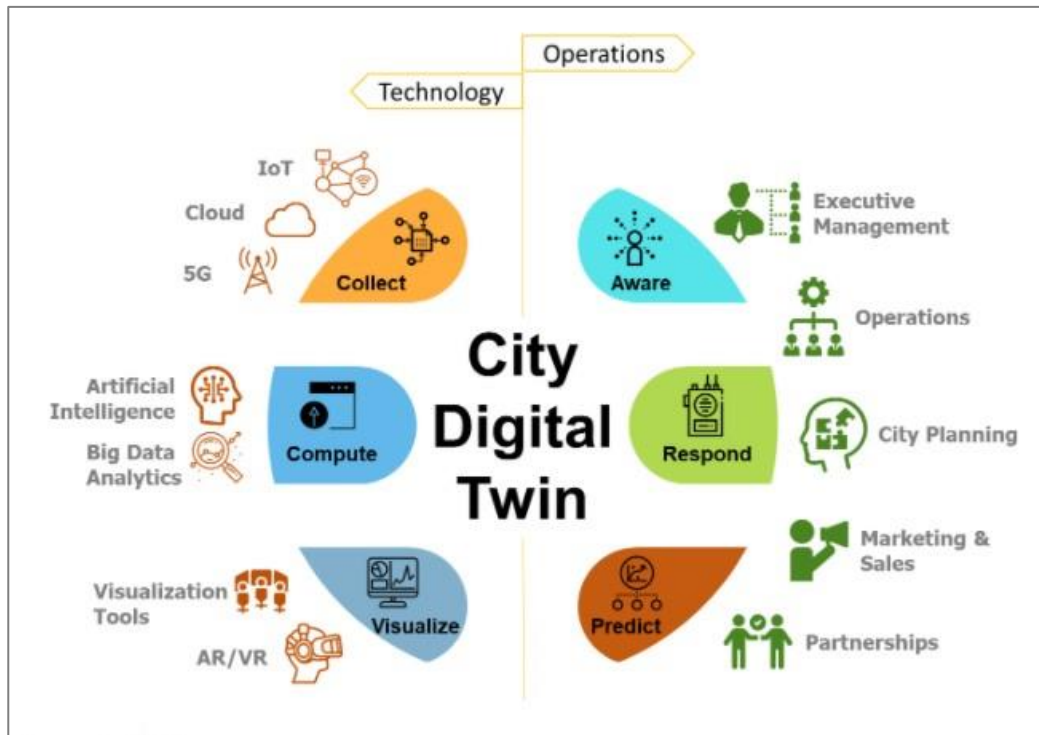 Operations
Technology
IoT
Cloud
5G
Collect
Artificial
Intelligence
Big Data
Analytics
Compute
Visualization
Tools
AR/VR
Visualize
City
Digital
Twin
Aware
Executive
Management
Operations
Respond
City Planning
Predict
Marketing &
Sales
Partnerships